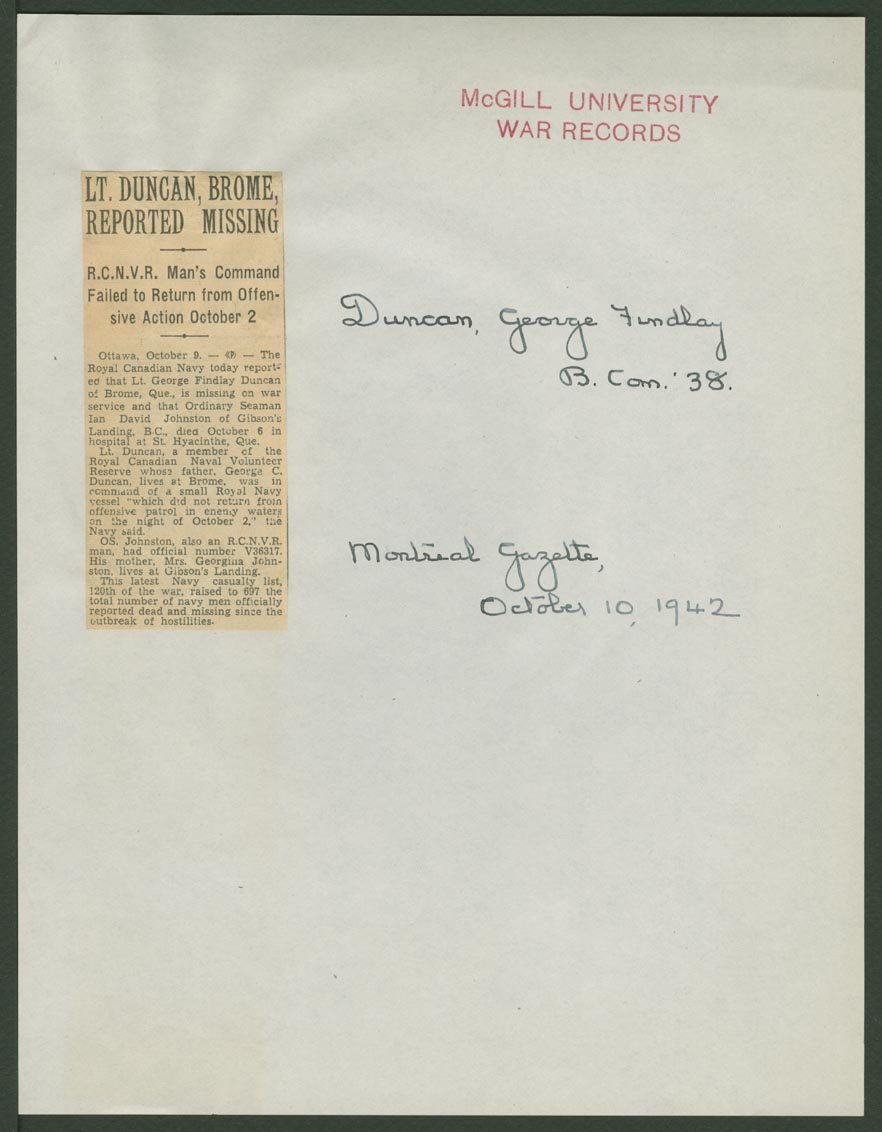 McGILL UNIVERSITY
WAR RECORDS
LT. DUNCAN, BROME,
REPORTED MISSING
R.C.N.V.R. Man's Command
Failed to Return from Offen-
sive Action October 2
Ottawa, October 9. — (CP) — The
Royal Canadian Navy today report-
ed that Lt. George Findlay Duncan
of Brome, Que., is missing on war
service and that Ordinary Seaman
Ian David Johnston of Gibson's
Landing, B.C., died October 6 in
hospital at St. Hyacinthe, Que.
Lt. Duncan, a member of the
Royal Canadian Naval Volunteer
Reserve whose father, George C.
Duncan, lives at Brome, was in
command of a small Royal Navy
vessel "which did not return from
offensive patrol in enemy waters
on the night of October 2," the
Navy said.
OS. Johnston, also an R.C.N.V.R.
man, had official number V36317.
His mother, Mrs. Georgina John-
ston, lives at Gibson's Landing.
This latest Navy casualty list,
120th of the war, raised to 697 the
total number of navy men officially
reported dead and missing since the
outbreak of hostilities.
Duncan, George Findlay
B. Com. '38.
Montreal Gazette,
October 10, 1942